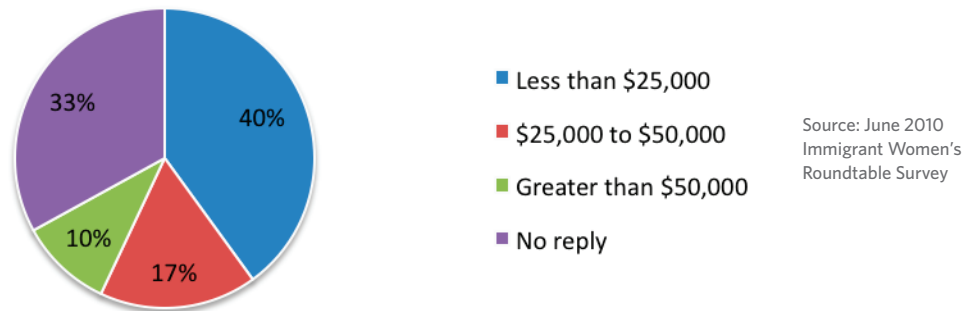 33%
40%
10%
17%
Less than $25,000
$25,000 to $50,000
Greater than $50,000
No reply
Source: June 2010
Immigrant Women's
Roundtable Survey